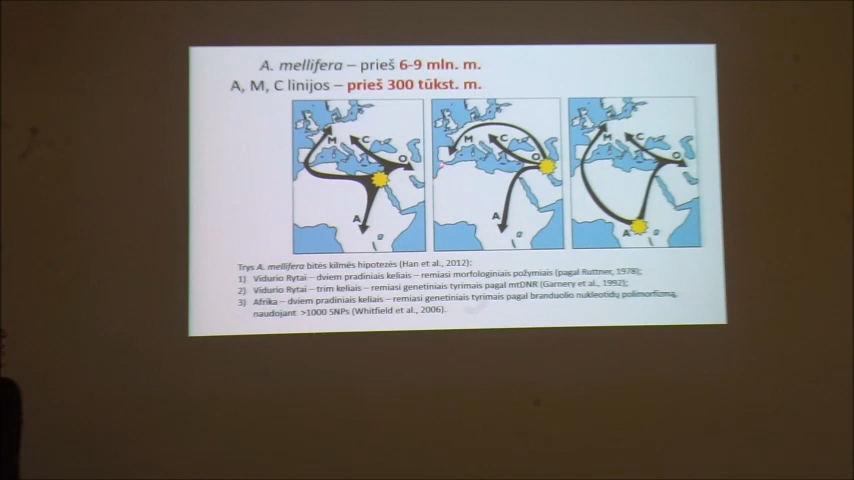 A. mellifera – prieš 6-9 mln. m.
A, M, C linijos – prieš 300 tūkst. m.
M C O A
M C O A
M C O A
Trys A. mellifera bitės kilmės hipotezės (Han et al., 2012):
1) Vidurio Rytai – dviem pradiniais keliais – remiasi morfologiniais požymiais (pagal Ruttner, 1978);
2) Vidurio Rytai – trim keliais – remiasi genetiniais tyrimais pagal mtDNR (Garnery et al., 1992);
3) Afrika – dviem pradiniais keliais – remiasi genetiniais tyrimais pagal branduolio nukleotidų polimorfizmą,
naudojant >1000 SNPs (Whitfield et al., 2006).